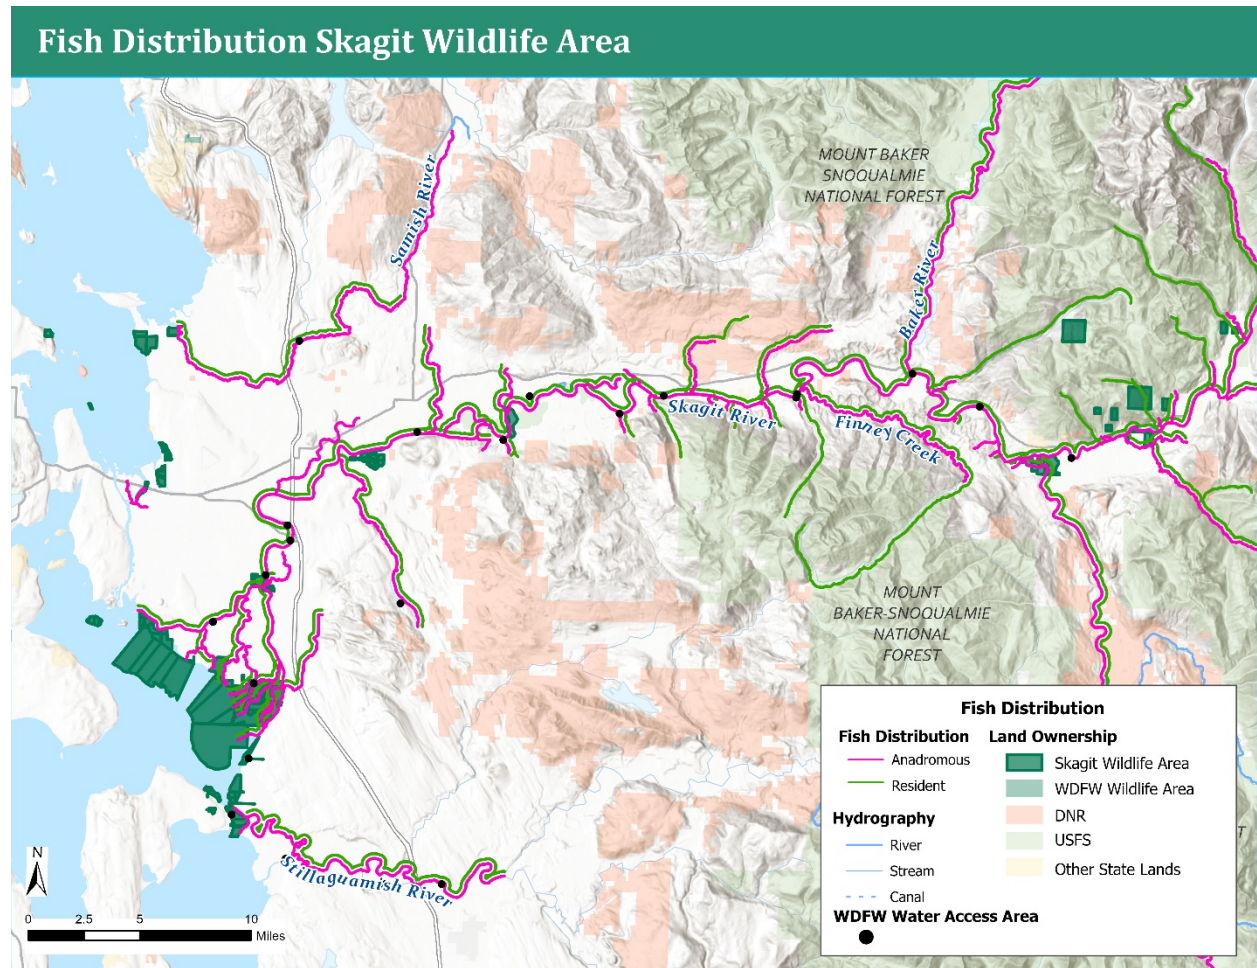 Fish Distribution Skagit Wildlife Area
MOUNT BAKER
SNOQUALMIE
NATIONAL FOREST
Samish River
Baker River
Skagit River
Finney Creek
MOUNT
BAKER-SNOQUALMIE
NATIONAL
FOREST
Stillaguamish River
N
0 2.5 5 10
Miles
Fish Distribution
Fish Distribution
Anadromous
Resident
Hydrography
River
Stream
Canal
WDFW Water Access Area
Land Ownership
Skagit Wildlife Area
WDFW Wildlife Area
DNR
USFS
Other State Lands